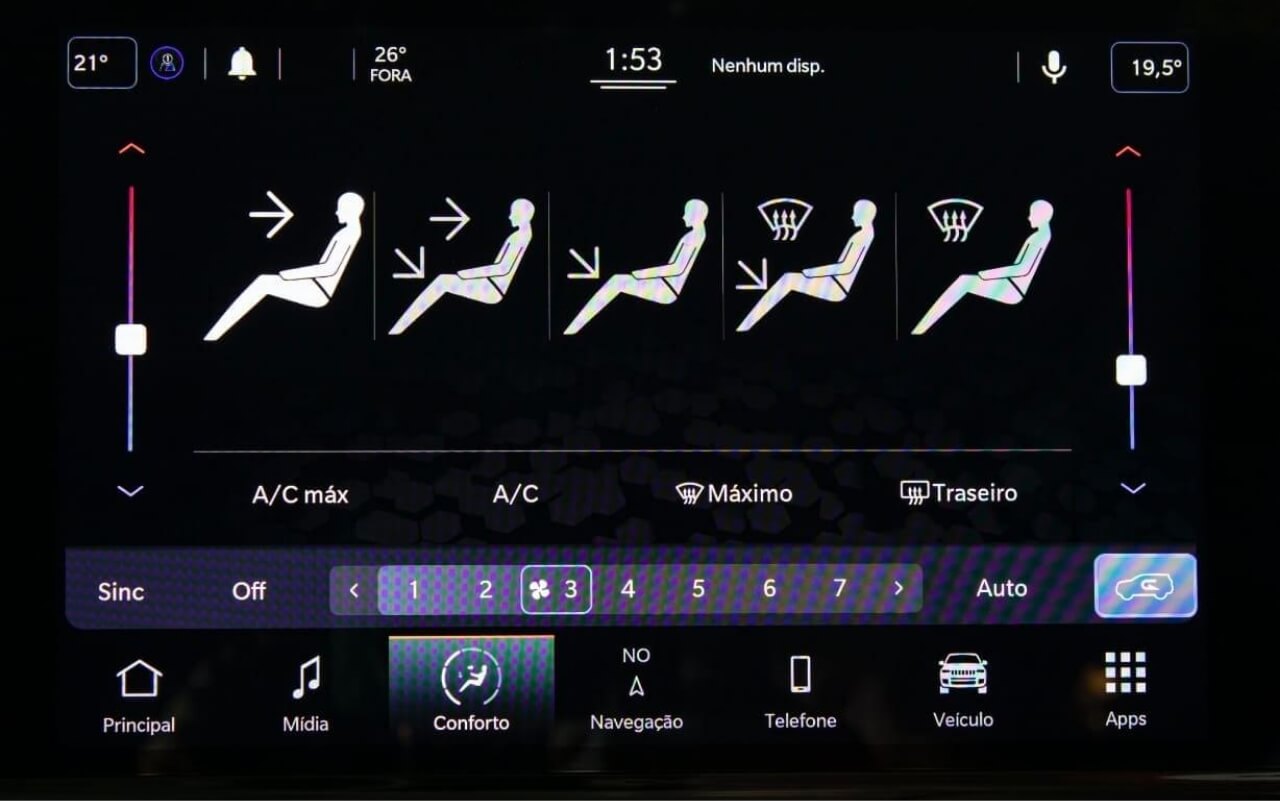 21°
26°
FORA
1:53
Nenhum disp.
19,5°
A/C máx
A/C
Máximo
Traseiro
Sinc
Off
1
2
3
4
5
6
7
Auto
Principal
Mídia
Conforto
NO
Navegação
Telefone
Veículo
Apps